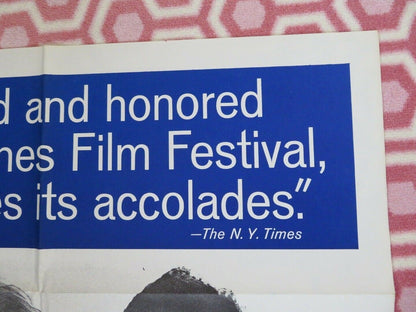 d and honored
nes Film Festival,
es its accolades."
—The N. Y. Times